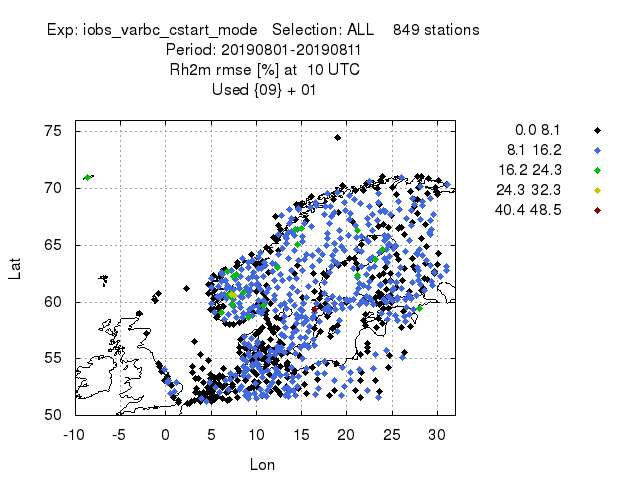 Exp: iobs_varbc_cstart_mode   Selection: ALL    849 stations
Period: 20190801-20190811
Rh2m rmse [%] at  10 UTC
Used {09} + 01
0.0 8.1
8.1 16.2
16.2 24.3
24.3 32.3
40.4 48.5
Lat
75
70
65
60
55
50
-10 -5 0 5 10 15 20 25 30
Lon